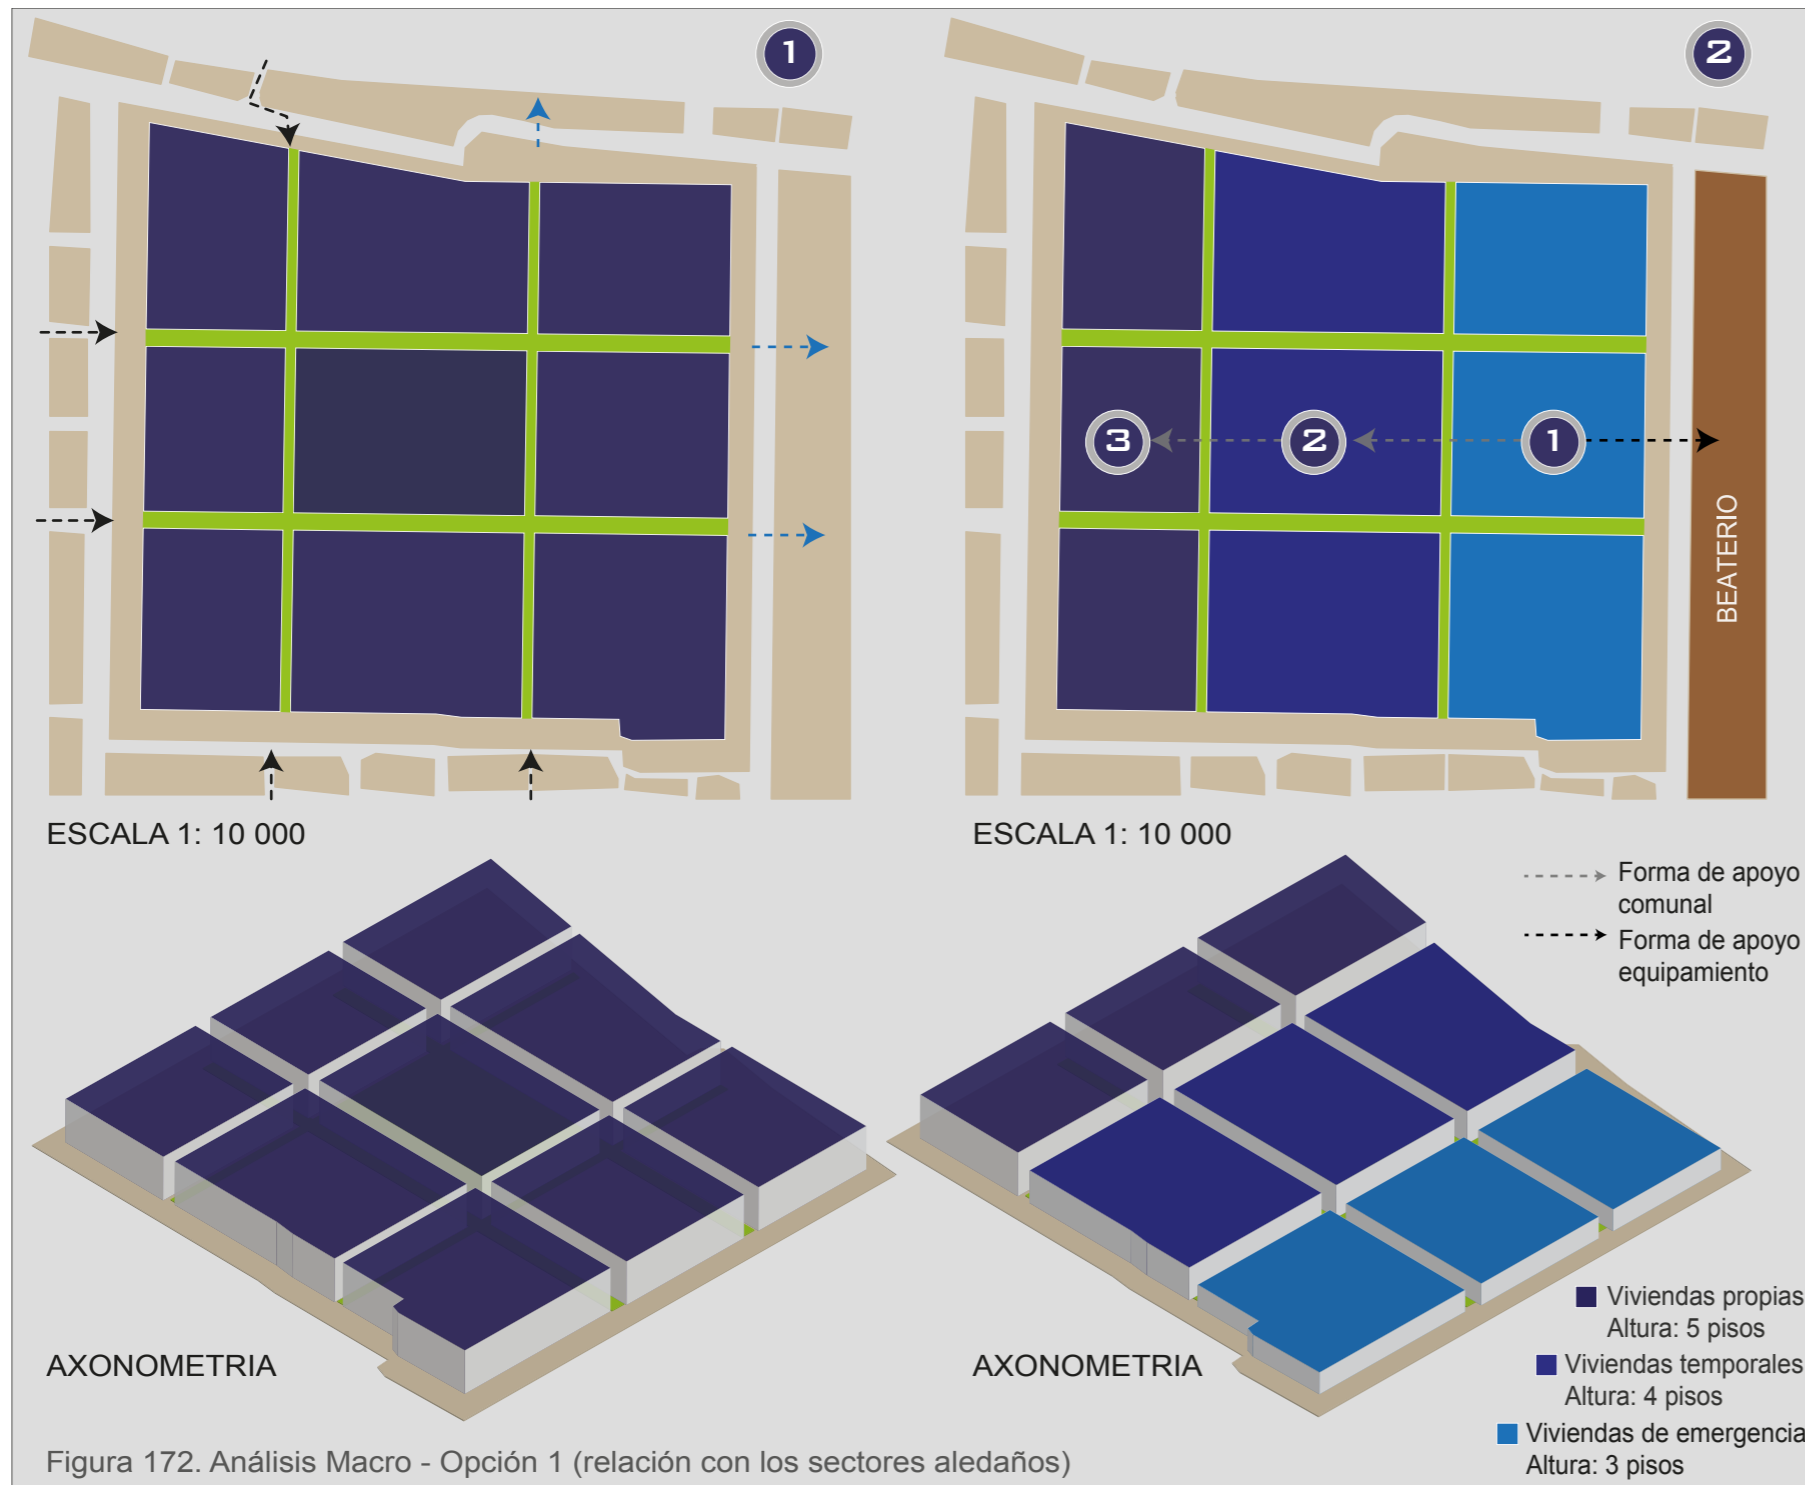 1
2
3
2
1
BEATERIO
ESCALA 1: 10 000
ESCALA 1: 10 000
Forma de apoyo
comunal
Forma de apoyo
equipamiento
AXONOMETRIA
AXONOMETRIA
Viviendas propias
Altura: 5 pisos
Viviendas temporales
Altura: 4 pisos
Viviendas de emergencia
Altura: 3 pisos
Figura 172. Análisis Macro - Opción 1 (relación con los sectores aledaños)